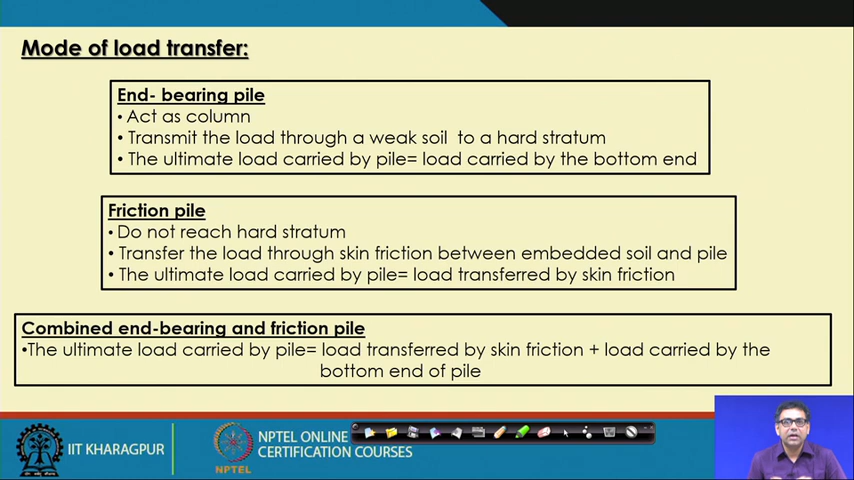 Mode of load transfer:
End- bearing pile
• Act as column
• Transmit the load through a weak soil to a hard stratum
• The ultimate load carried by pile= load carried by the bottom end
Friction pile
• Do not reach hard stratum
• Transfer the load through skin friction between embedded soil and pile
• The ultimate load carried by pile= load transferred by skin friction
Combined end-bearing and friction pile
•The ultimate load carried by pile= load transferred by skin friction + load carried by the
bottom end of pile
IIT KHARAGPUR
NPTEL
NPTEL ONLINE
CERTIFICATION COURSES